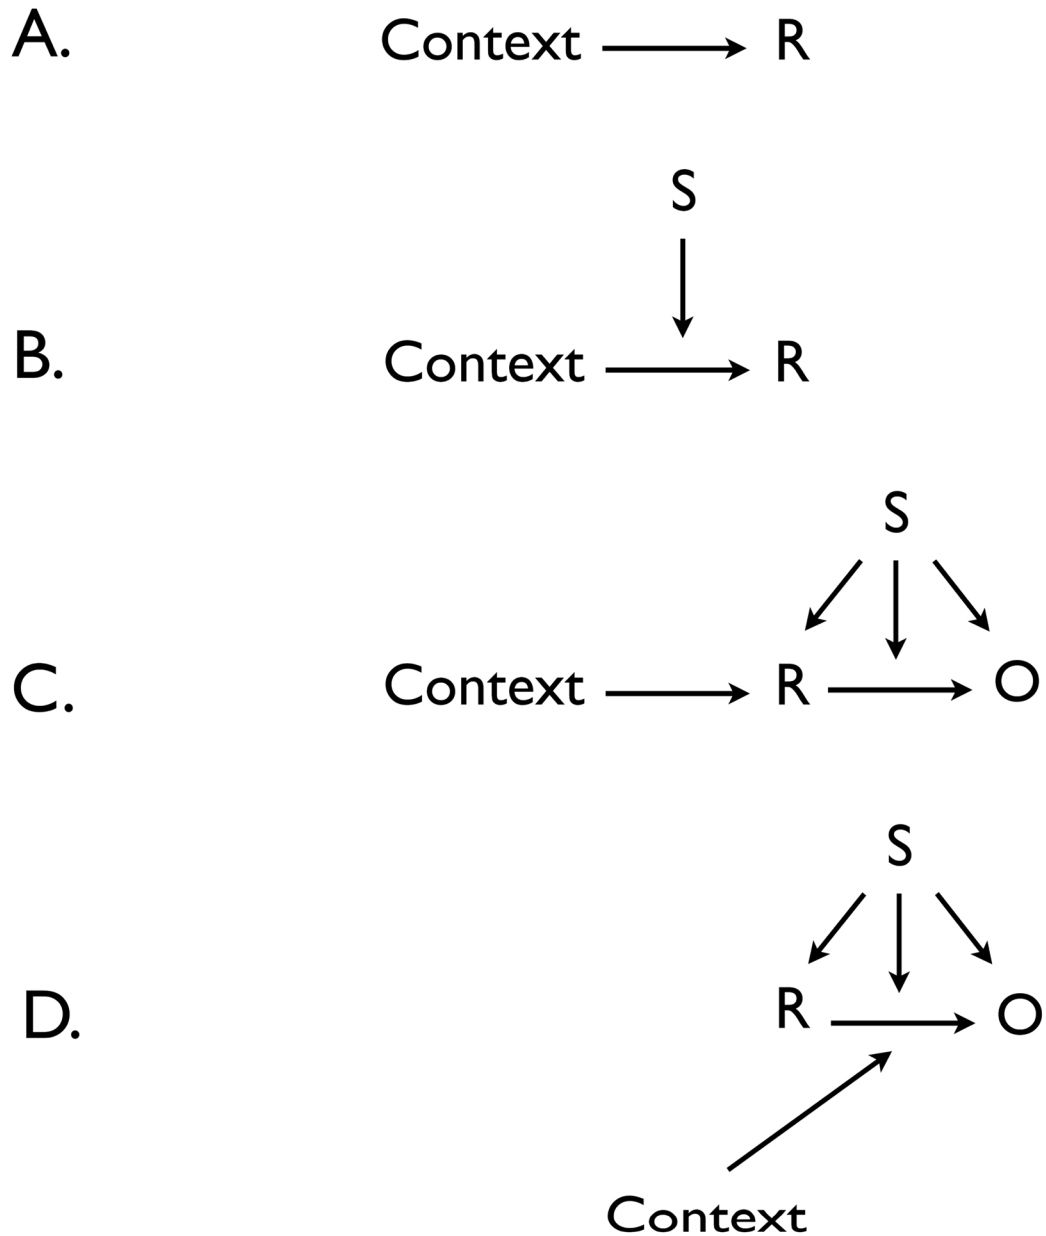 A. Context R
S
B. Context R
S
C. Context R O
S
D. R O
Context